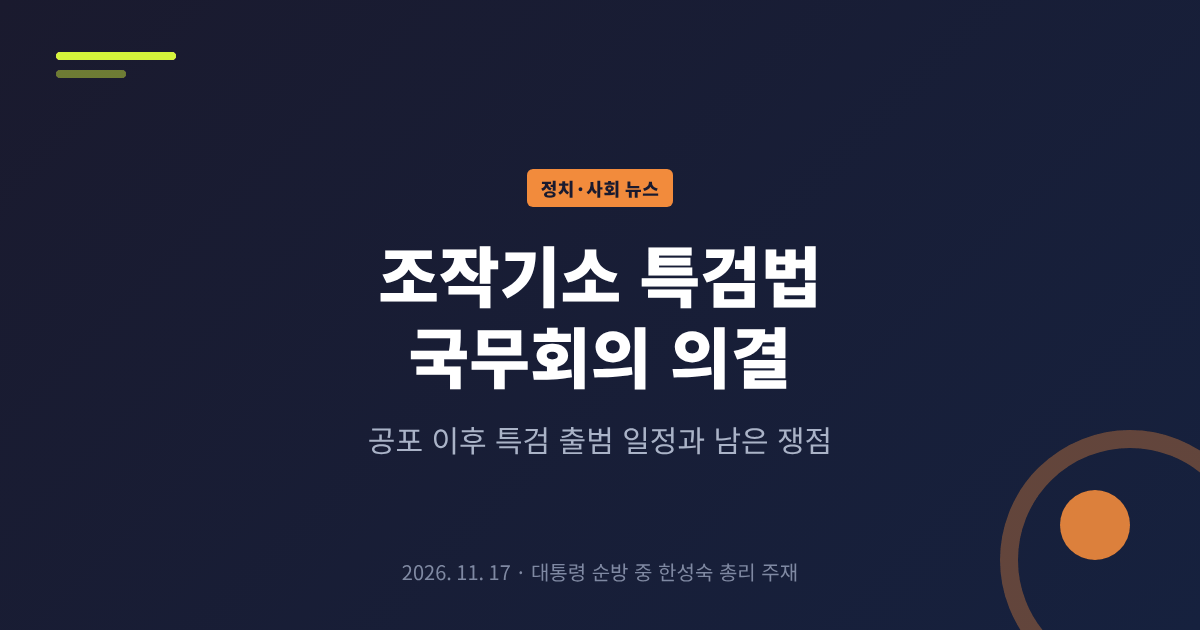 정치·사회 뉴스
조작기소 특검법
국무회의 의결
공포 이후 특검 출범 일정과 남은 쟁점
2026. 11. 17 · 대통령 순방 중 한성숙 총리 주재